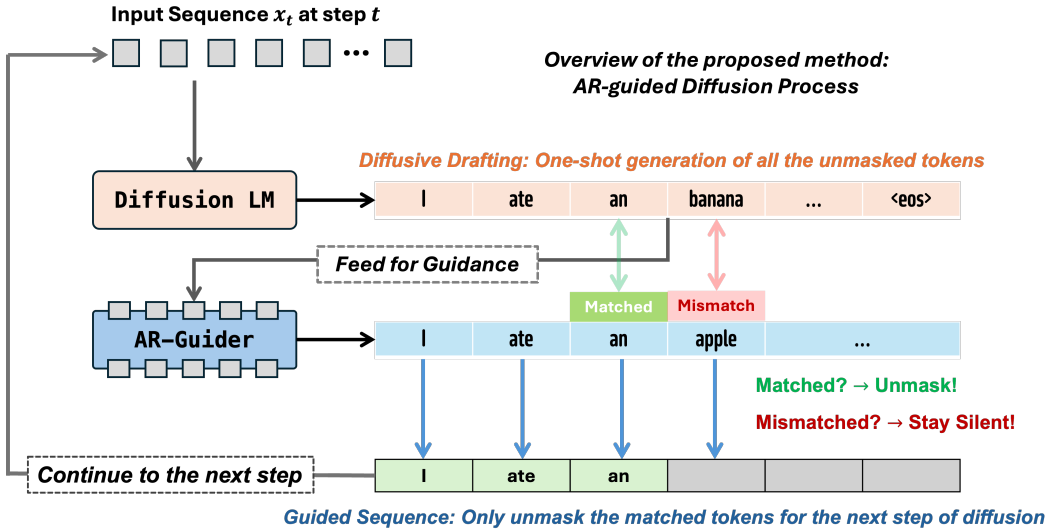 Input Sequence xₜ at step t
...
Overview of the proposed method:
AR-guided Diffusion Process
Diffusive Drafting: One-shot generation of all the unmasked tokens
Diffusion LM
I ate an banana ... <eos>
Feed for Guidance
Matched Mismatch
AR-Guider
I ate an apple ...
Matched? → Unmask!
Mismatched? → Stay Silent!
Continue to the next step
I ate an
Guided Sequence: Only unmask the matched tokens for the next step of diffusion